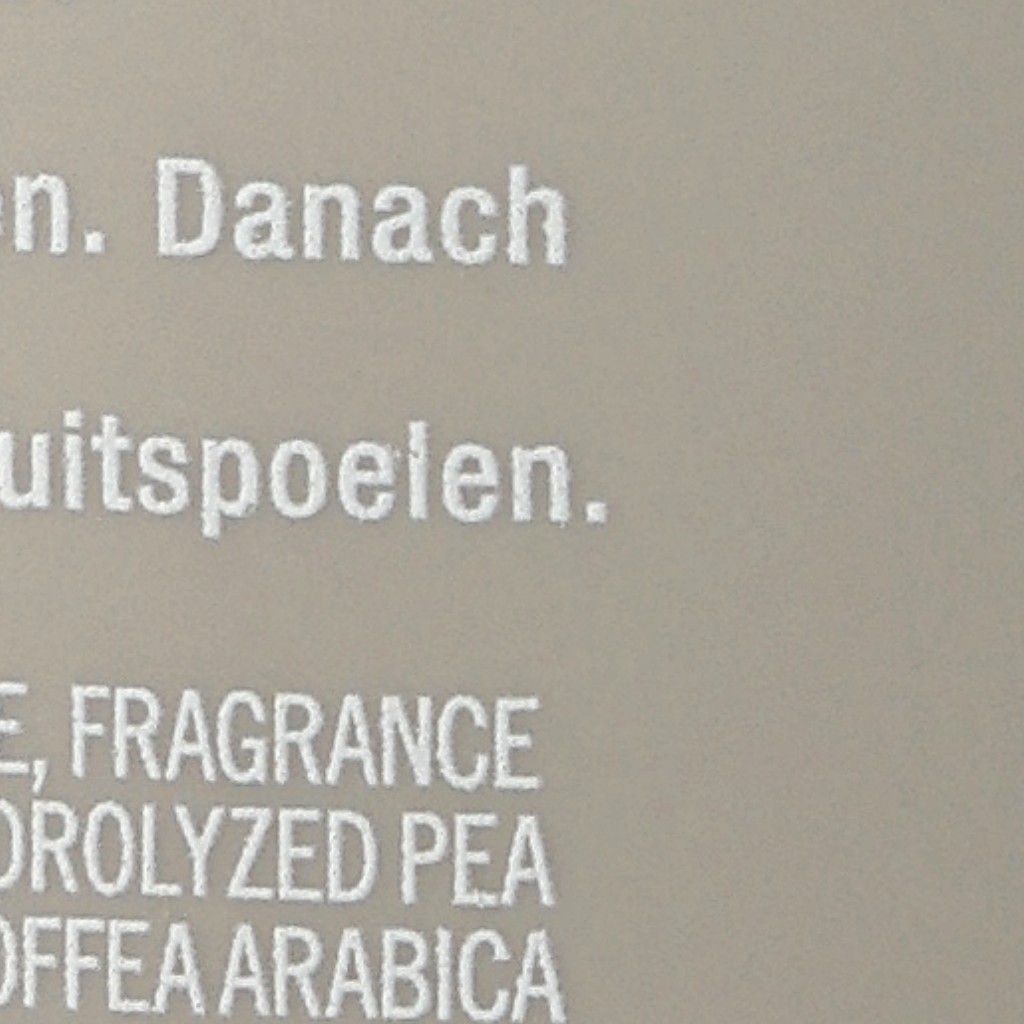 en. Danach
uitspoelen.
E, FRAGRANCE
DROLYZED PEA
OFFEA ARABICA